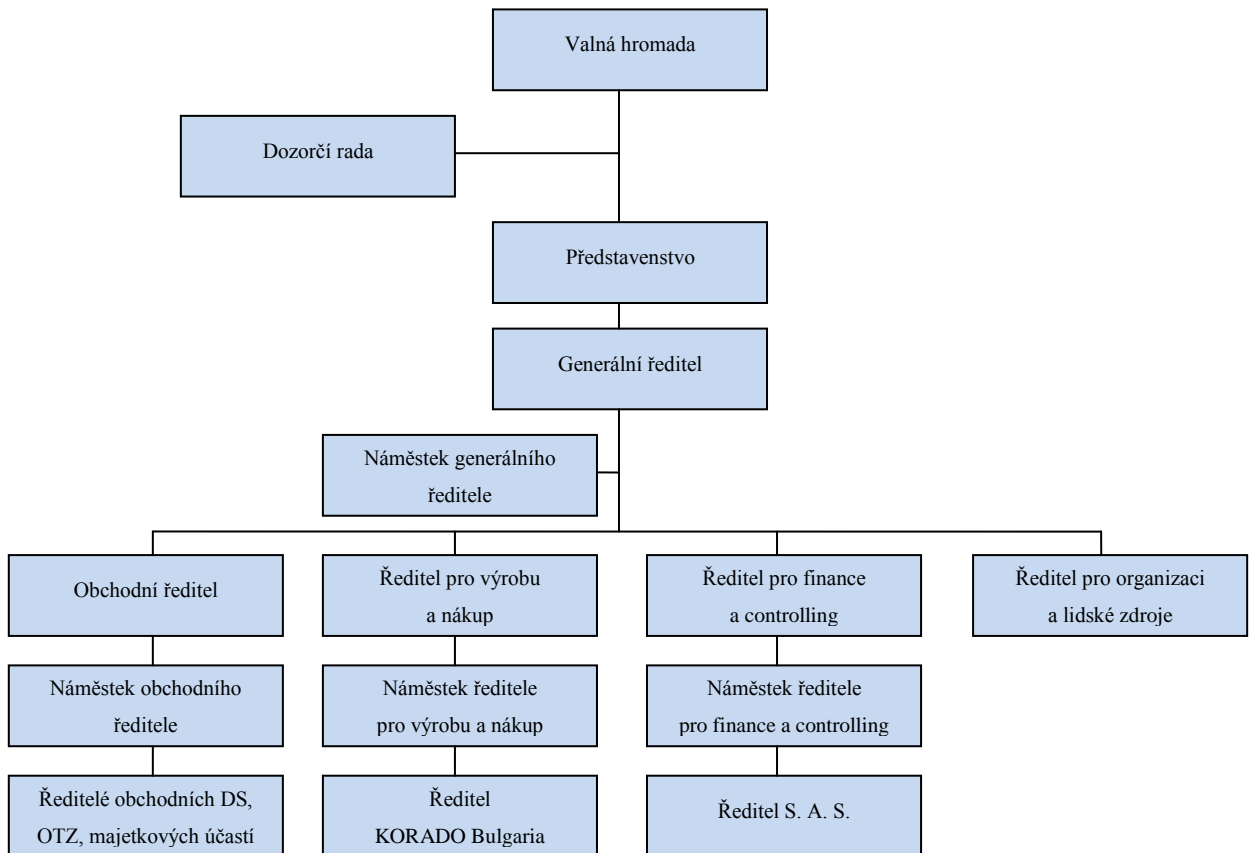 Valná hromada
Dozorčí rada
Představenstvo
Generální ředitel
Náměstek generálního
ředitele
Obchodní ředitel
Ředitel pro výrobu
a nákup
Ředitel pro finance
a controlling
Ředitel pro organizaci
a lidské zdroje
Náměstek obchodního
ředitele
Náměstek ředitele
pro výrobu a nákup
Náměstek ředitele
pro finance a controlling
Ředitelé obchodních DS,
OTZ, majetkových účastí
Ředitel
KORADO Bulgaria
Ředitel S. A. S.